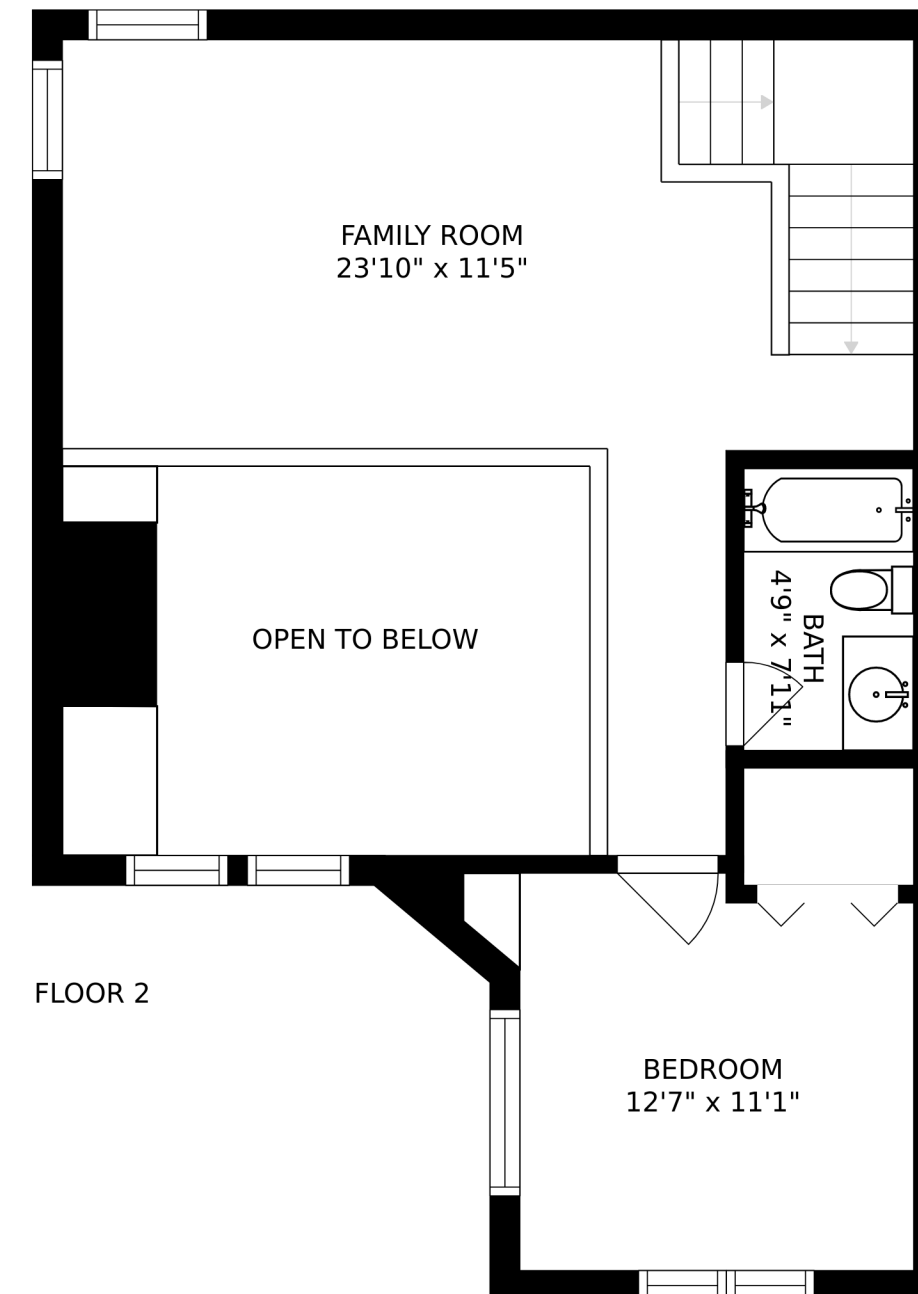 FAMILY ROOM
23'10" x 11'5"
OPEN TO BELOW
BATH
4'9" x 7'11"
FLOOR 2
BEDROOM
12'7" x 11'1"